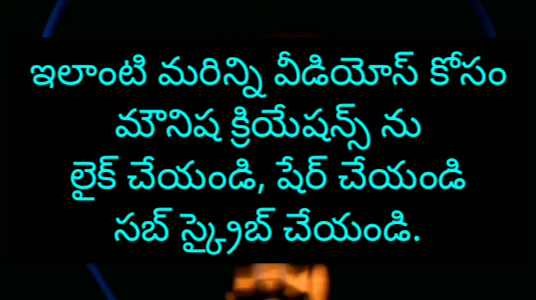 ఇలాంటి మరిన్ని వీడియోస్ కోసం
మౌనిష క్రియేషన్స్ ను
లైక్ చేయండి, షేర్ చేయండి
సబ్ స్క్రైబ్ చేయండి.